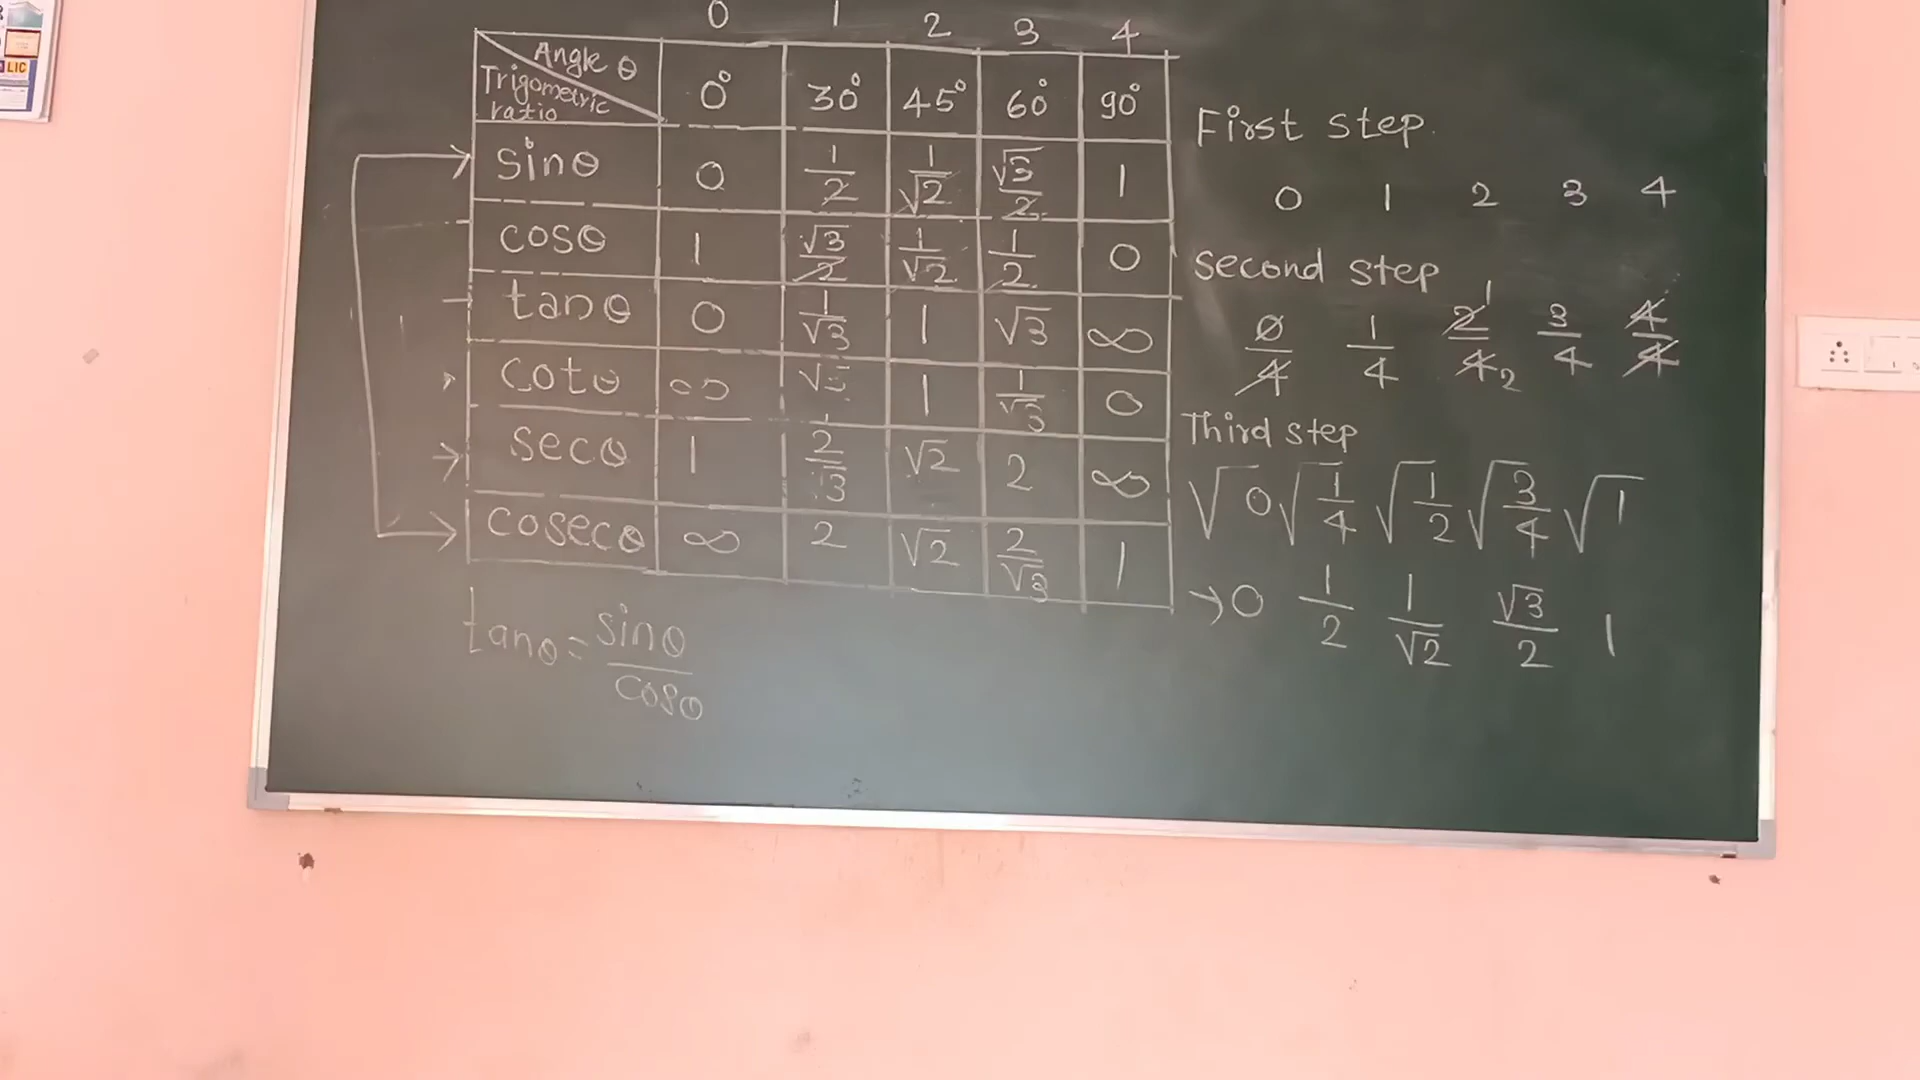 0 1 2 3 4
Angle θ
Trigometric
ratio
0° 30° 45° 60° 90°
sinθ 0 1/2 1/√2 √3/2 1
cosθ 1 √3/2 1/√2 1/2 0
tanθ 0 1/√3 1 √3 ∞
cotθ ∞ √3 1 1/√3 0
secθ 1 2/√3 √2 2 ∞
cosecθ ∞ 2 √2 2/√3 1
tanθ = sinθ/cosθ
First step.
0 1 2 3 4
second step
0/4 1/4 2/4 1 2 3/4 4/4
Third step
√0 √1/4 √1/2 √3/4 √1
→ 0 1/2 1/√2 √3/2 1
LIC